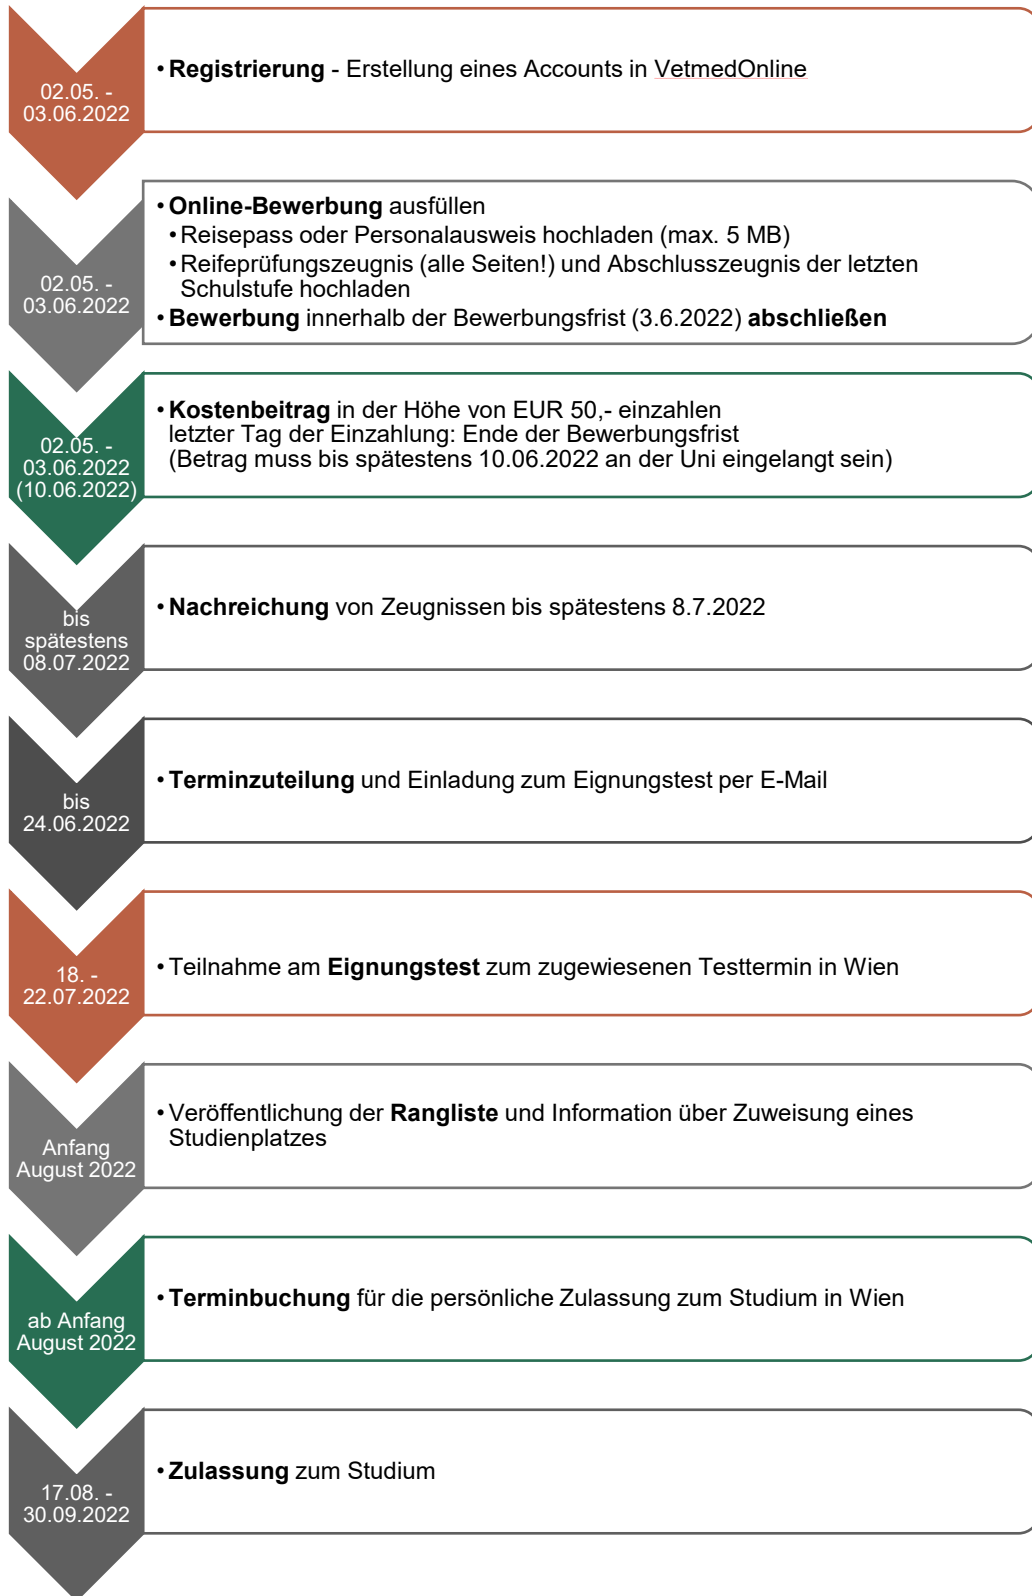 02.05. -
03.06.2022
• Registrierung - Erstellung eines Accounts in VetmedOnline
02.05. -
03.06.2022
• Online-Bewerbung ausfüllen
• Reisepass oder Personalausweis hochladen (max. 5 MB)
• Reifeprüfungszeugnis (alle Seiten!) und Abschlusszeugnis der letzten
Schulstufe hochladen
• Bewerbung innerhalb der Bewerbungsfrist (3.6.2022) abschließen
02.05. -
03.06.2022
(10.06.2022)
• Kostenbeitrag in der Höhe von EUR 50,- einzahlen
letzter Tag der Einzahlung: Ende der Bewerbungsfrist
(Betrag muss bis spätestens 10.06.2022 an der Uni eingelangt sein)
bis
spätestens
08.07.2022
• Nachreichung von Zeugnissen bis spätestens 8.7.2022
bis
24.06.2022
• Terminzuteilung und Einladung zum Eignungstest per E-Mail
18. -
22.07.2022
• Teilnahme am Eignungstest zum zugewiesenen Testtermin in Wien
Anfang
August 2022
• Veröffentlichung der Rangliste und Information über Zuweisung eines
Studienplatzes
ab Anfang
August 2022
• Terminbuchung für die persönliche Zulassung zum Studium in Wien
17.08. -
30.09.2022
• Zulassung zum Studium